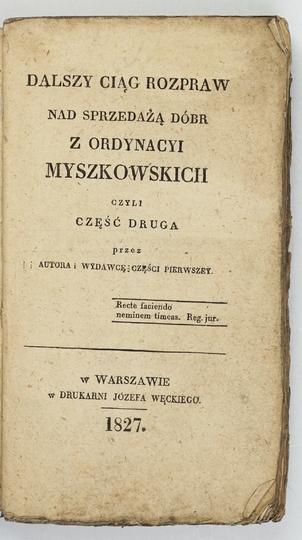 DALSZY CIĄG ROZPRAW
NAD SPRZEDAŻĄ DÓBR
Z ORDYNACYI
MYSZKOWSKICH
CZYLI
CZĘŚĆ DRUGA
przez
AUTORA i WYDAWCĘ CZĘŚCI PIERWSZEY.
Recte faciendo
neminem timeas. Reg. jur.
w WARSZAWIE
w DRUKARNI JÓZEFA WĘCKIEGO.
1827.